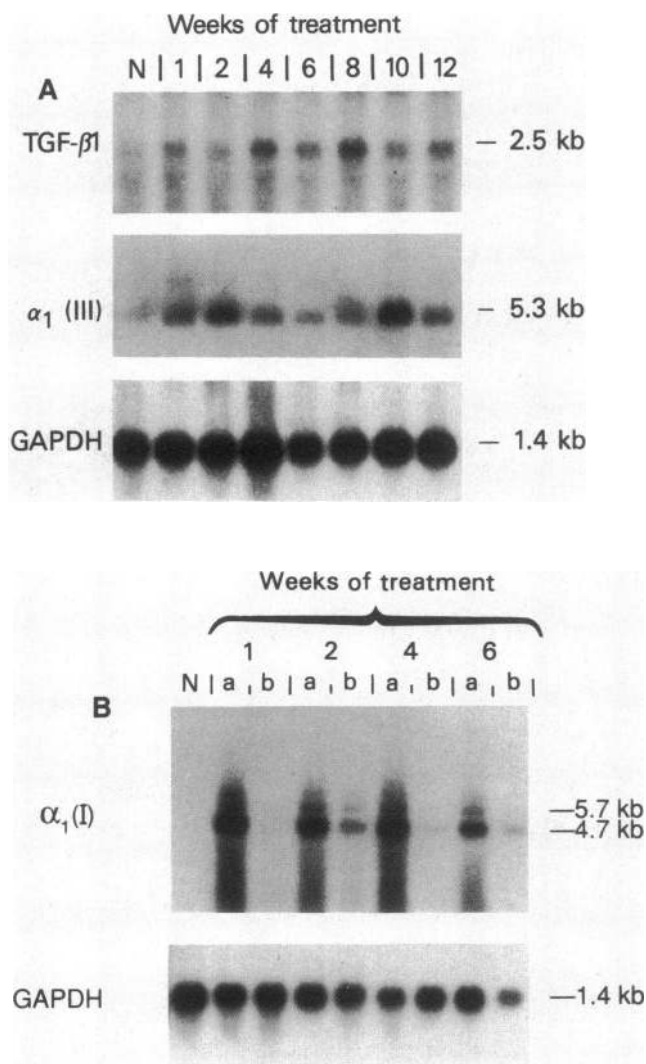 Weeks of treatment
N | 1 | 2 | 4 | 6 | 8 | 10 | 12
A
TGF-β1 — 2.5 kb
α₁ (III) — 5.3 kb
GAPDH — 1.4 kb
Weeks of treatment
1 2 4 6
N | a ˌ b | a ˌ b | a ˌ b | a ˌ b |
B
α₁(I)
—5.7 kb
—4.7 kb
GAPDH —1.4 kb